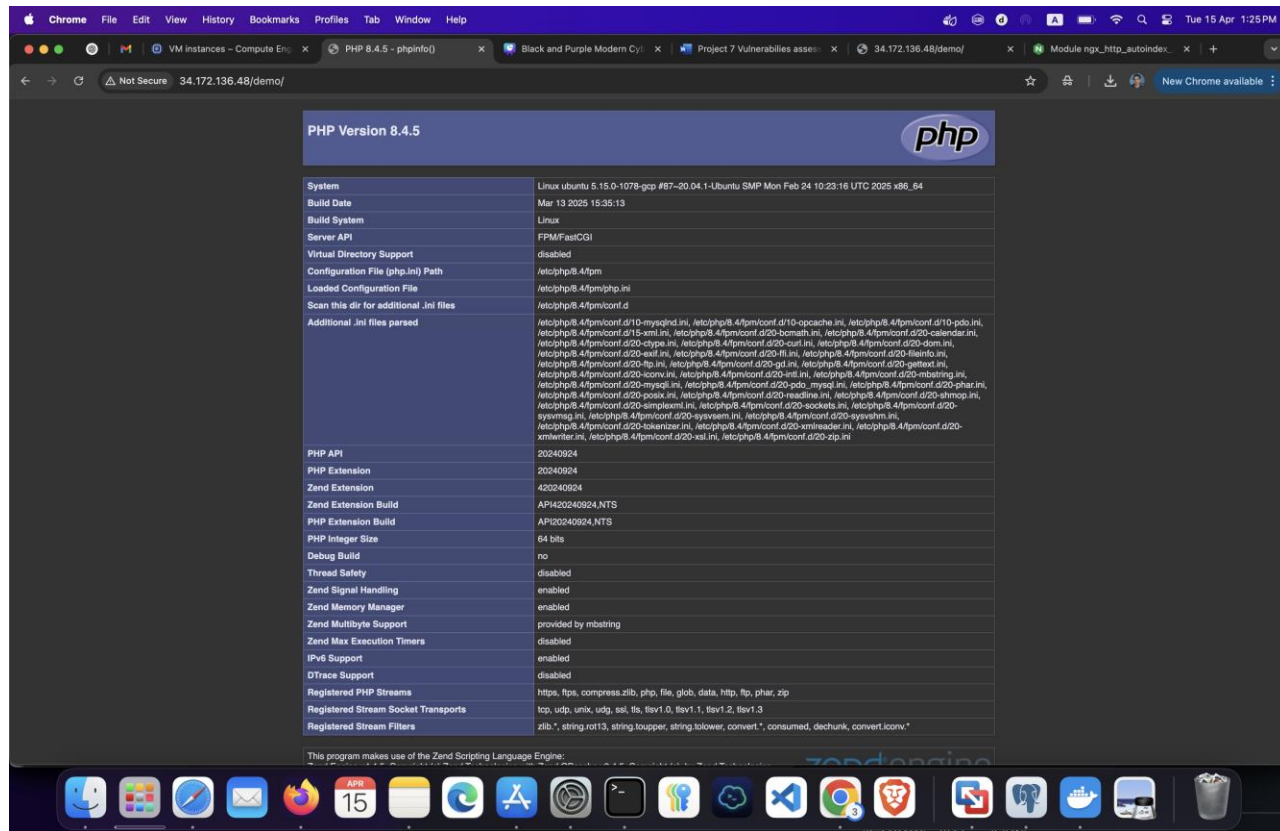 Chrome File Edit View History Bookmarks Profiles Tab Window Help
A Tue 15 Apr 1:25 PM
VM instances – Compute Eng
PHP 8.4.5 - phpinfo()
Black and Purple Modern Cyb
Project 7 Vulnerabilies assess
34.172.136.48/demo/
Module ngx_http_autoindex_
Not Secure 34.172.136.48/demo/
New Chrome available
PHP Version 8.4.5
php
System Linux ubuntu 5.15.0-1078-gcp #87~20.04.1-Ubuntu SMP Mon Feb 24 10:23:16 UTC 2025 x86_64
Build Date Mar 13 2025 15:35:13
Build System Linux
Server API FPM/FastCGI
Virtual Directory Support disabled
Configuration File (php.ini) Path /etc/php/8.4/fpm
Loaded Configuration File /etc/php/8.4/fpm/php.ini
Scan this dir for additional .ini files /etc/php/8.4/fpm/conf.d
Additional .ini files parsed /etc/php/8.4/fpm/conf.d/10-mysqlnd.ini, /etc/php/8.4/fpm/conf.d/10-opcache.ini, /etc/php/8.4/fpm/conf.d/10-pdo.ini,
/etc/php/8.4/fpm/conf.d/15-xml.ini, /etc/php/8.4/fpm/conf.d/20-bcmath.ini, /etc/php/8.4/fpm/conf.d/20-calendar.ini,
/etc/php/8.4/fpm/conf.d/20-ctype.ini, /etc/php/8.4/fpm/conf.d/20-curl.ini, /etc/php/8.4/fpm/conf.d/20-dom.ini,
/etc/php/8.4/fpm/conf.d/20-exif.ini, /etc/php/8.4/fpm/conf.d/20-ffi.ini, /etc/php/8.4/fpm/conf.d/20-fileinfo.ini,
/etc/php/8.4/fpm/conf.d/20-ftp.ini, /etc/php/8.4/fpm/conf.d/20-gd.ini, /etc/php/8.4/fpm/conf.d/20-gettext.ini,
/etc/php/8.4/fpm/conf.d/20-iconv.ini, /etc/php/8.4/fpm/conf.d/20-intl.ini, /etc/php/8.4/fpm/conf.d/20-mbstring.ini,
/etc/php/8.4/fpm/conf.d/20-mysqli.ini, /etc/php/8.4/fpm/conf.d/20-pdo_mysql.ini, /etc/php/8.4/fpm/conf.d/20-phar.ini,
/etc/php/8.4/fpm/conf.d/20-posix.ini, /etc/php/8.4/fpm/conf.d/20-readline.ini, /etc/php/8.4/fpm/conf.d/20-shmop.ini,
/etc/php/8.4/fpm/conf.d/20-simplexml.ini, /etc/php/8.4/fpm/conf.d/20-sockets.ini, /etc/php/8.4/fpm/conf.d/20-
sysvmsg.ini, /etc/php/8.4/fpm/conf.d/20-sysvsem.ini, /etc/php/8.4/fpm/conf.d/20-sysvshm.ini,
/etc/php/8.4/fpm/conf.d/20-tokenizer.ini, /etc/php/8.4/fpm/conf.d/20-xmlreader.ini, /etc/php/8.4/fpm/conf.d/20-
xmlwriter.ini, /etc/php/8.4/fpm/conf.d/20-xsl.ini, /etc/php/8.4/fpm/conf.d/20-zip.ini
PHP API 20240924
PHP Extension 20240924
Zend Extension 420240924
Zend Extension Build API420240924,NTS
PHP Extension Build API20240924,NTS
PHP Integer Size 64 bits
Debug Build no
Thread Safety disabled
Zend Signal Handling enabled
Zend Memory Manager enabled
Zend Multibyte Support provided by mbstring
Zend Max Execution Timers disabled
IPv6 Support enabled
DTrace Support disabled
Registered PHP Streams https, ftps, compress.zlib, php, file, glob, data, http, ftp, phar, zip
Registered Stream Socket Transports tcp, udp, unix, udg, ssl, tls, tlsv1.0, tlsv1.1, tlsv1.2, tlsv1.3
Registered Stream Filters zlib.*, string.rot13, string.toupper, string.tolower, convert.*, consumed, dechunk, convert.iconv.*
This program makes use of the Zend Scripting Language Engine:
APR
15
3